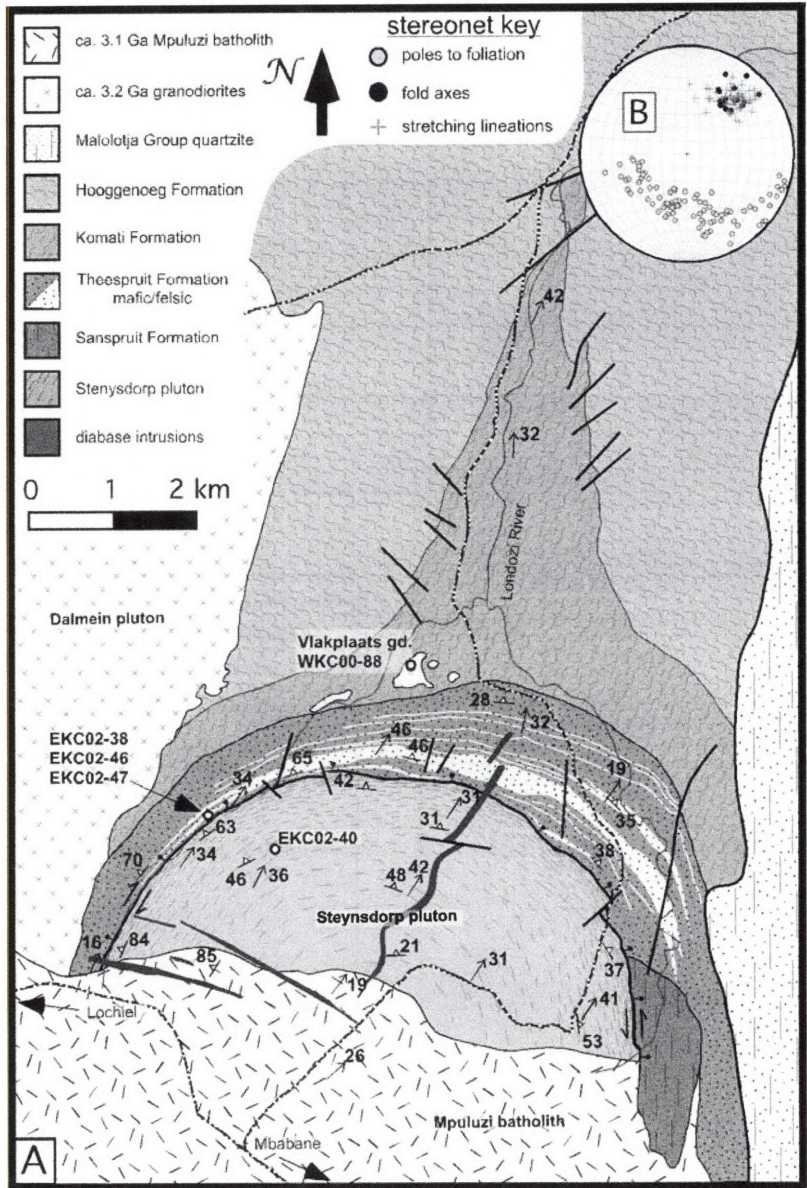 ca. 3.1 Ga Mpuluzi batholith
ca. 3.2 Ga granodiorites
Malolotja Group quartzite
Hooggenoeg Formation
Komati Formation
Theespruit Formation
mafic/felsic
Sanspruit Formation
Stenysdorp pluton
diabase intrusions
N
stereonet key
poles to foliation
fold axes
stretching lineations
B
0 1 2 km
42
32
Londozi River
Dalmein pluton
Vlakplaats gd.
WKC00-88
28
32
EKC02-38
EKC02-46
EKC02-47
46
46
65
42
34
19
35
31
31
63
34
EKC02-40
38
70
46
36
48
42
Steynsdorp pluton
16
84
85
21
19
31
37
41
53
Lochiel
26
Mpuluzi batholith
Mbabane
A